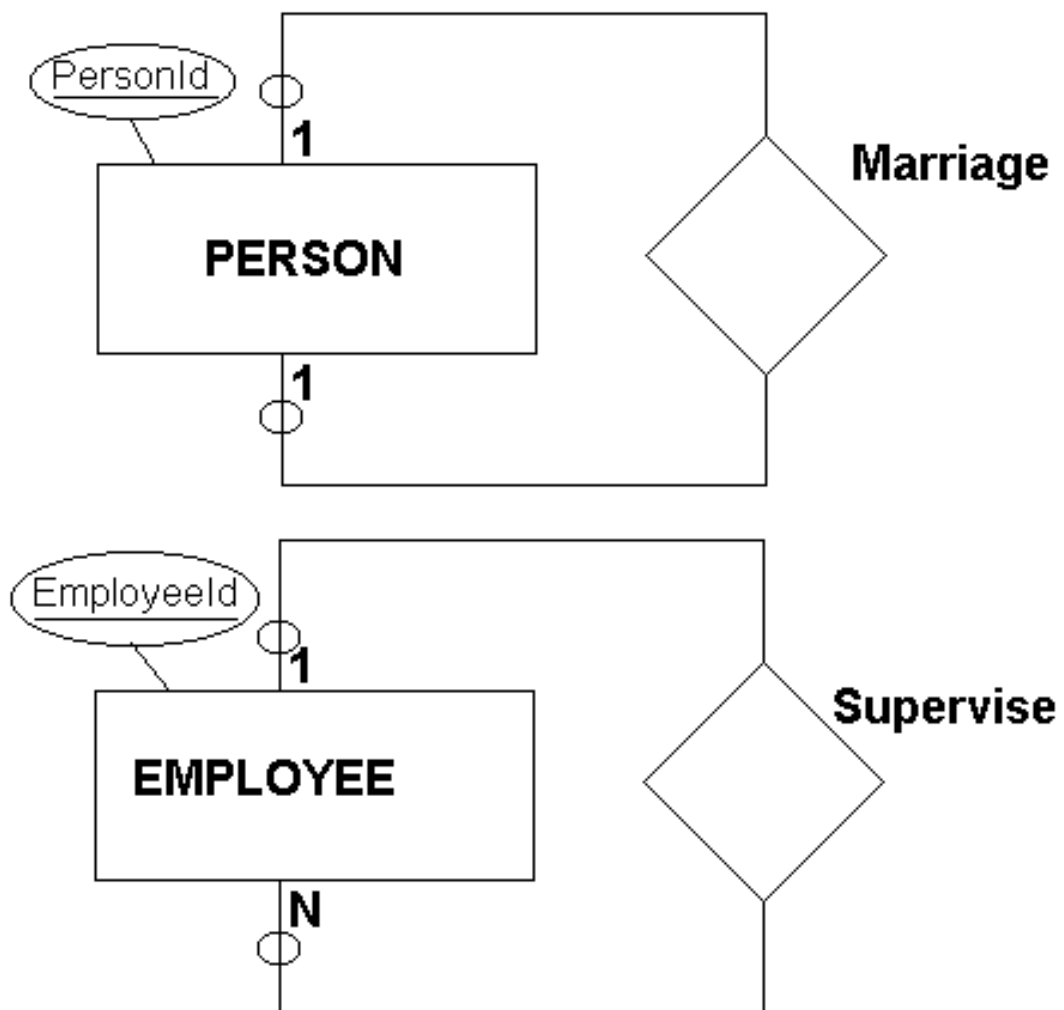 PersonId
1
Marriage
PERSON
1
EmployeeId
1
Supervise
EMPLOYEE
N